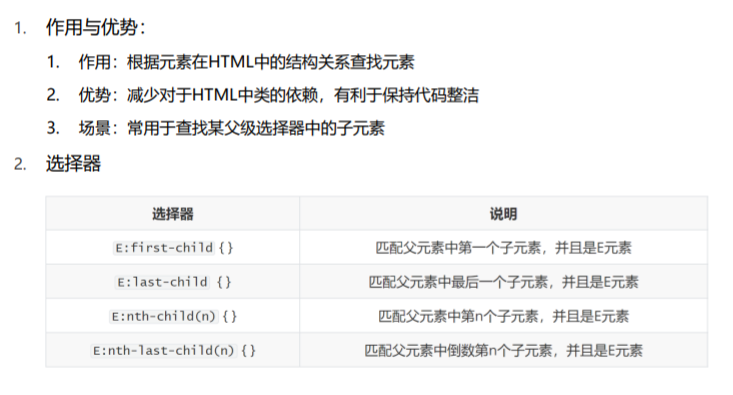 1. 作用与优势：
1. 作用：根据元素在HTML中的结构关系查找元素
2. 优势：减少对于HTML中类的依赖，有利于保持代码整洁
3. 场景：常用于查找某父级选择器中的子元素
2. 选择器
选择器 说明
E:first-child {} 匹配父元素中第一个子元素，并且是E元素
E:last-child {} 匹配父元素中最后一个子元素，并且是E元素
E:nth-child(n) {} 匹配父元素中第n个子元素，并且是E元素
E:nth-last-child(n) {} 匹配父元素中倒数第n个子元素，并且是E元素